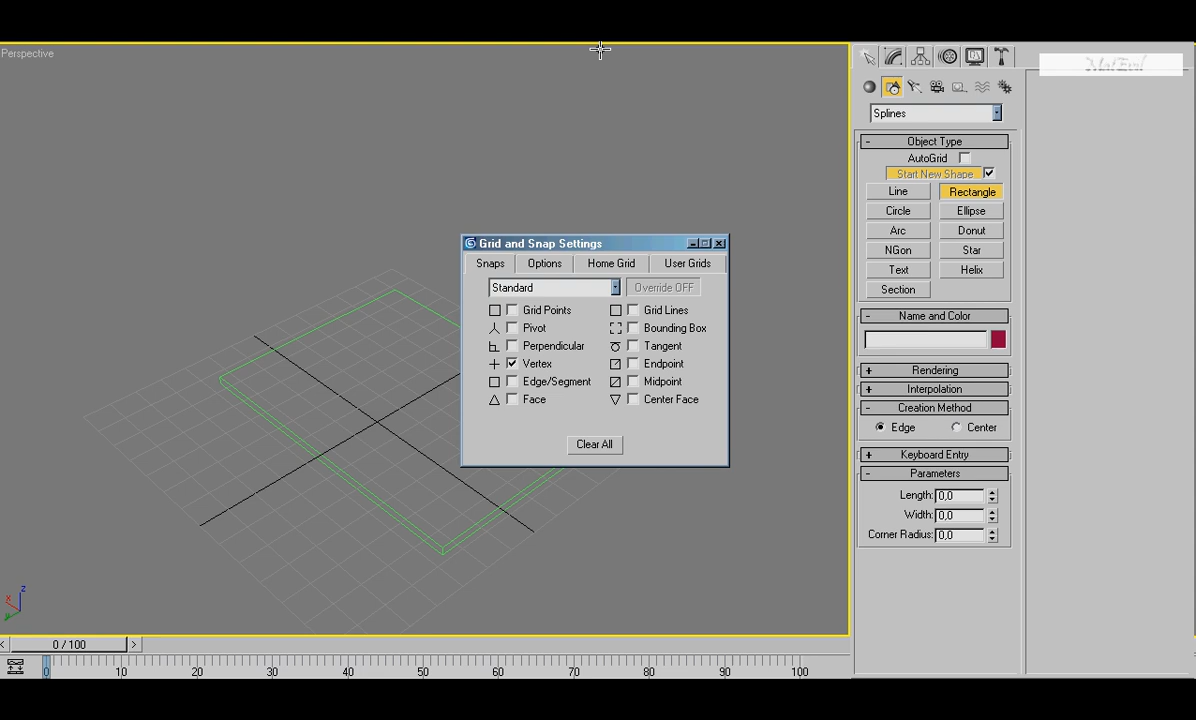 Perspective
MatEval
Splines
- Object Type
AutoGrid
Start New Shape
Line Rectangle
Circle Ellipse
Arc Donut
NGon Star
Text Helix
Section
- Name and Color
+ Rendering
+ Interpolation
- Creation Method
Edge Center
+ Keyboard Entry
- Parameters
Length: 0,0
Width: 0,0
Corner Radius: 0,0
Grid and Snap Settings
Snaps Options Home Grid User Grids
Standard Override OFF
Grid Points Grid Lines
Pivot Bounding Box
Perpendicular Tangent
Vertex Endpoint
Edge/Segment Midpoint
Face Center Face
Clear All
z
x
y
< 0 / 100 >
0 10 20 30 40 50 60 70 80 90 100